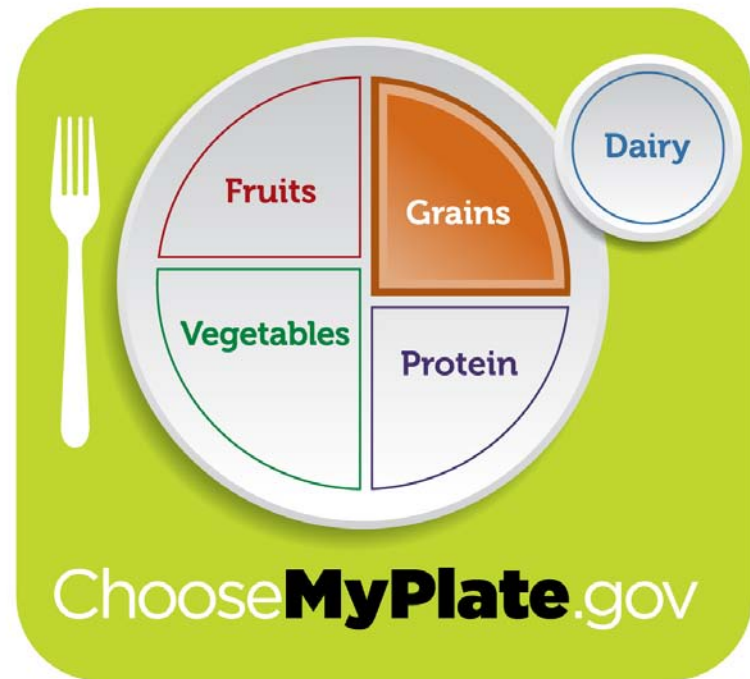 Fruits
Grains
Dairy
Vegetables
Protein
ChooseMyPlate.gov